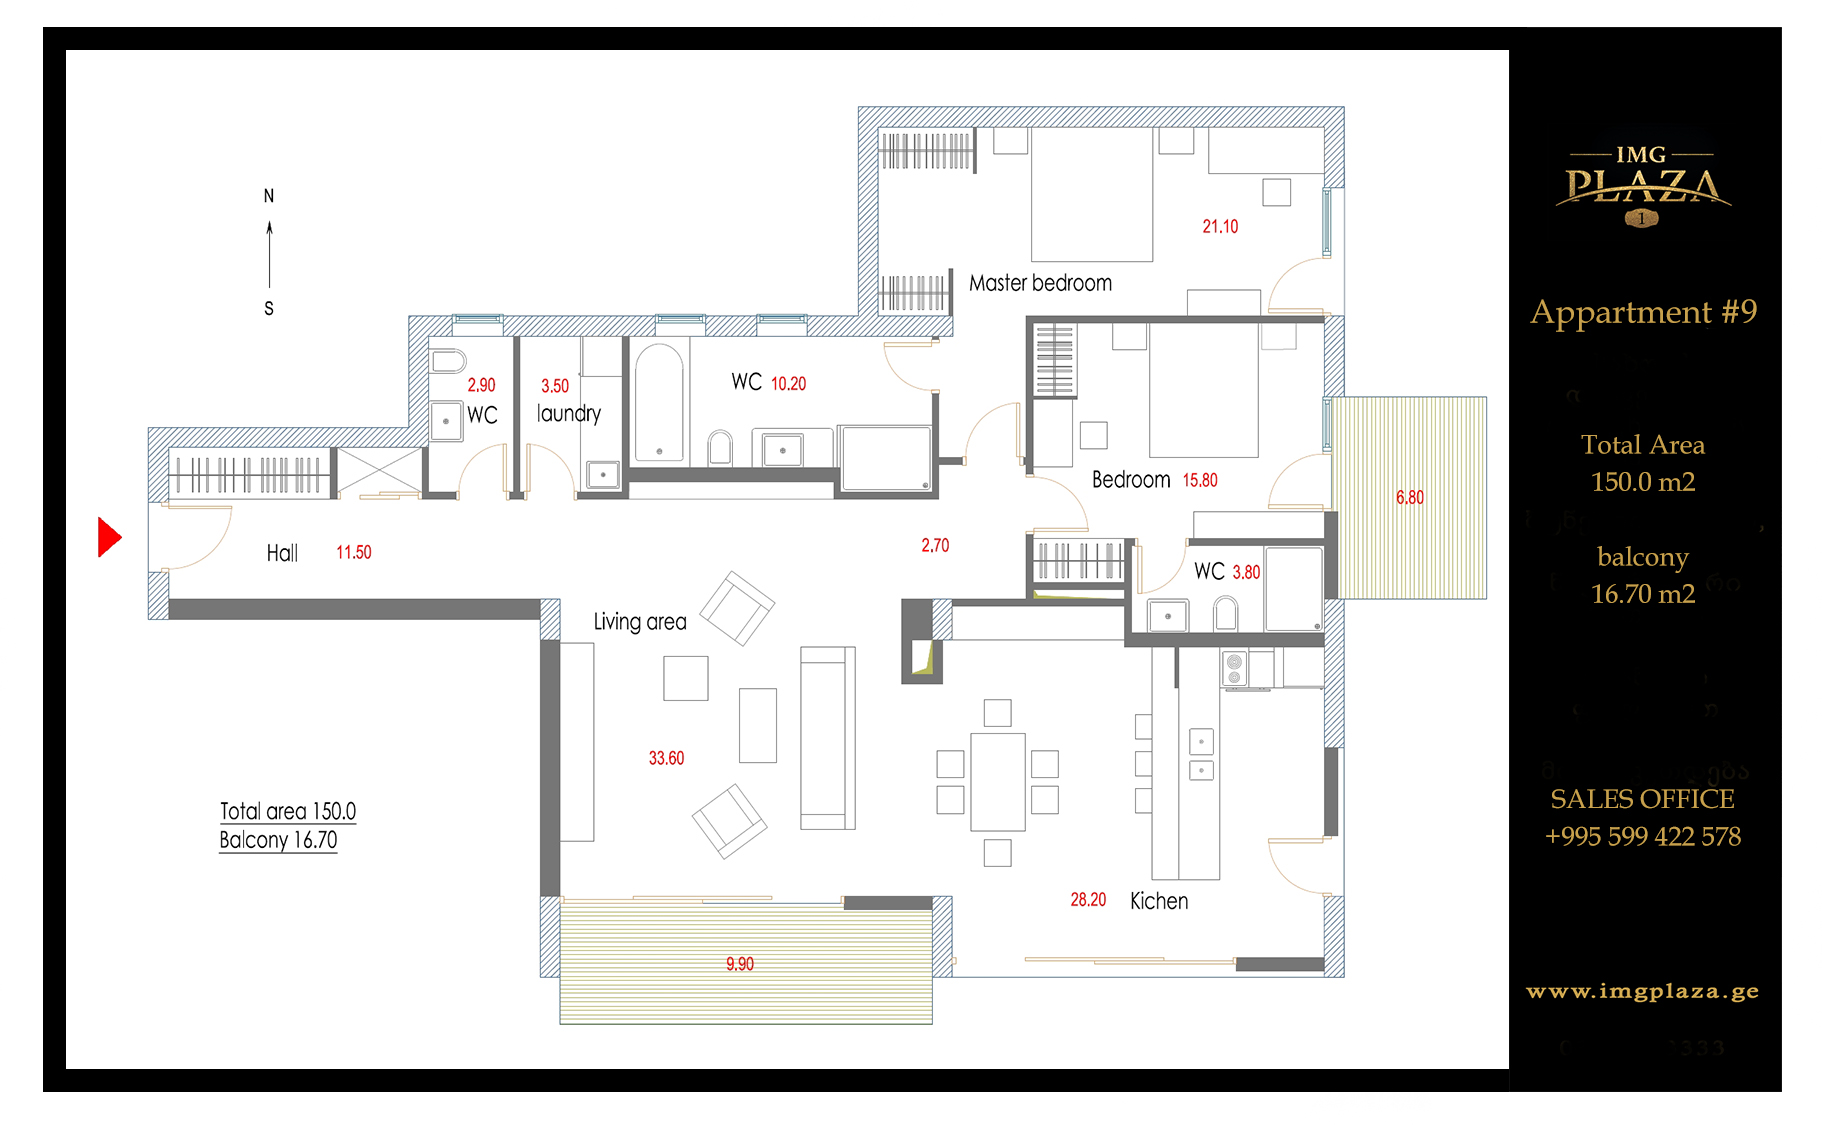 N
S
21.10
Master bedroom
2.90
WC
3.50
laundry
WC 10.20
Bedroom 15.80
6.80
Hall 11.50
2.70
WC 3.80
Living area
33.60
Total area 150.0
Balcony 16.70
28.20 Kichen
9.90
IMG
PLAZA
1
Appartment #9
Total Area
150.0 m2
balcony
16.70 m2
SALES OFFICE
+995 599 422 578
www.imgplaza.ge